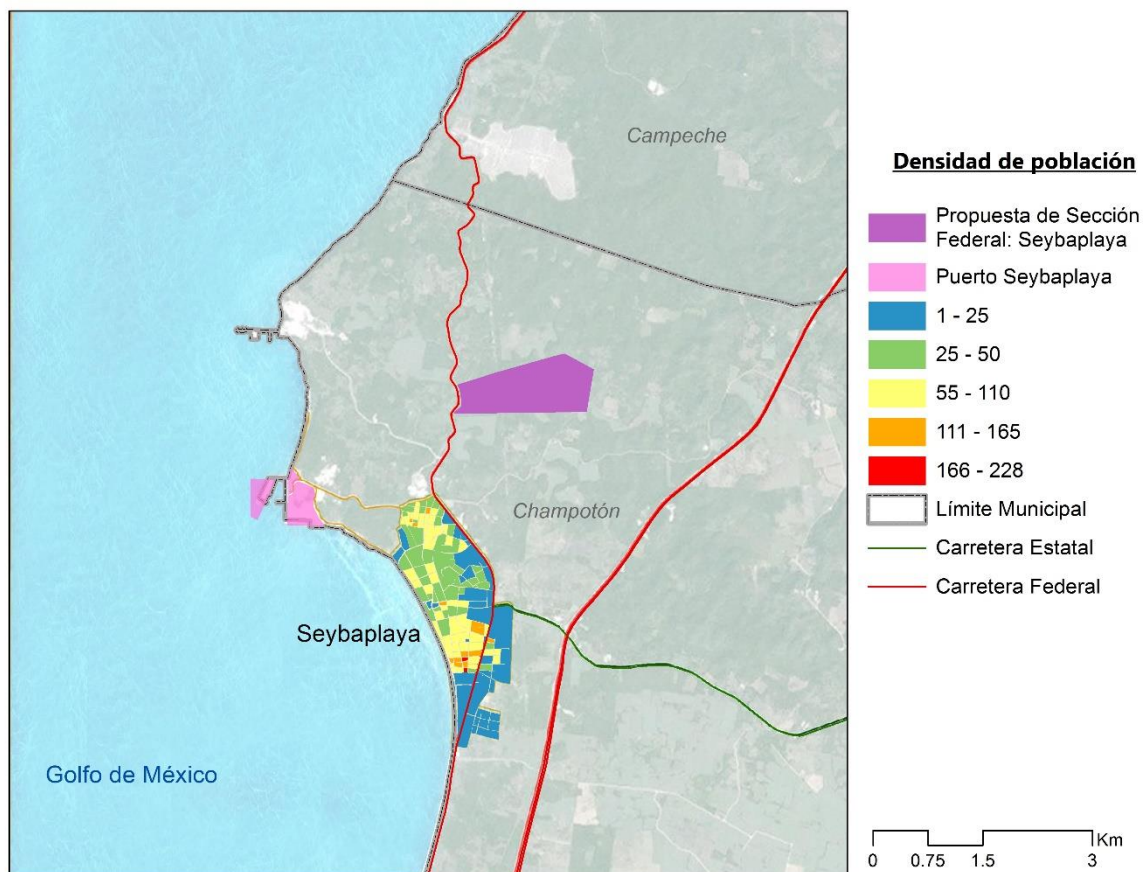 Campeche
Champotón
Seybaplaya
Golfo de México
Densidad de población
Propuesta de Sección
Federal: Seybaplaya
Puerto Seybaplaya
1 - 25
25 - 50
55 - 110
111 - 165
166 - 228
Límite Municipal
Carretera Estatal
Carretera Federal
Km
0 0.75 1.5 3